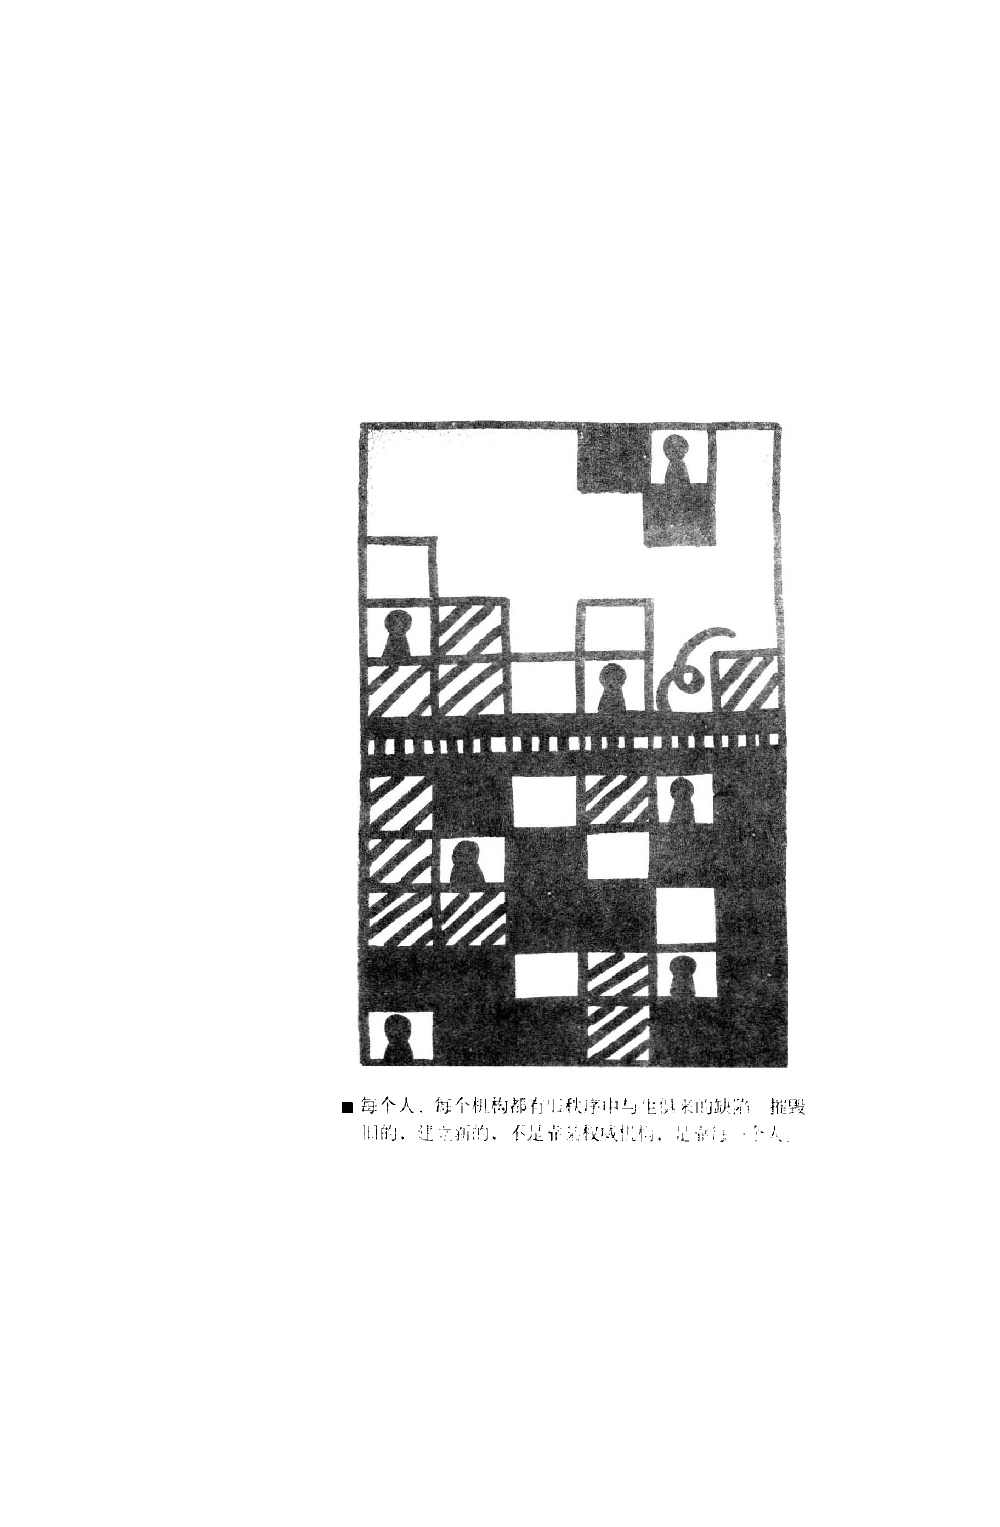 ■ 每个人、每个机构都有旧秩序中与生俱来的缺陷 摧毁
旧的、建立新的、不是靠某权威机构、是靠每一个人。